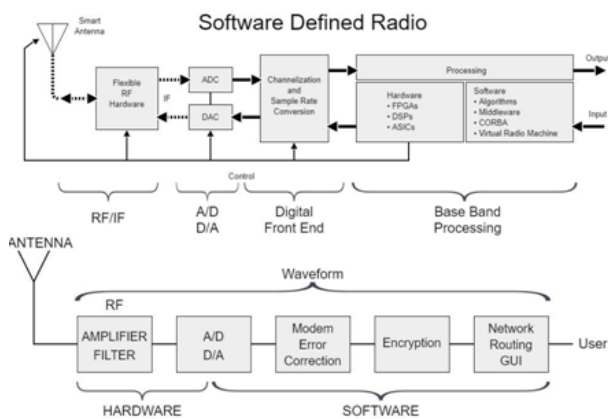 Software Defined Radio
Smart
Antenna
Flexible
RF
Hardware
IF
ADC
DAC
Channelization
and
Sample Rate
Conversion
Processing
Hardware
• FPGAs
• DSPs
• ASICs
Software
• Algorithms
• Middleware
• CORBA
• Virtual Radio Machine
Output
Input
Control
RF/IF
A/D
D/A
Digital
Front End
Base Band
Processing
ANTENNA
Waveform
RF
AMPLIFIER
FILTER
A/D
D/A
Modem
Error
Correction
Encryption
Network
Routing
GUI
User
HARDWARE
SOFTWARE